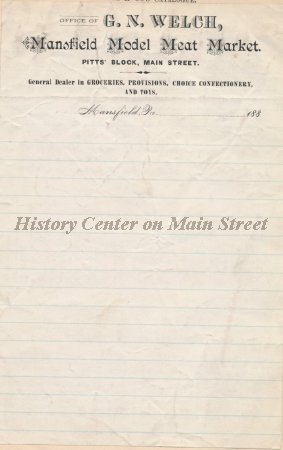 OFFICE OF G. N. WELCH,
Mansfield Model Meat Market.
PITTS' BLOCK, MAIN STREET.
General Dealer in GROCERIES, PROVISIONS, CHOICE CONFECTIONERY,
AND TOYS,
Mansfield, Pa. 188
History Center on Main Street